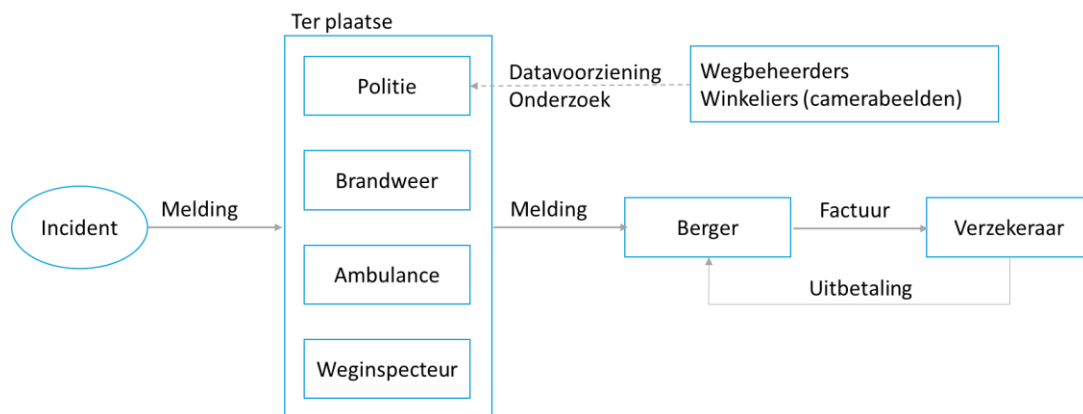 Ter plaatse
Politie
Datavoorziening
Onderzoek
Wegbeheerders
Winkeliers (camerabeelden)
Brandweer
Incident
Melding
Melding
Berger
Factuur
Verzekeraar
Ambulance
Uitbetaling
Weginspecteur